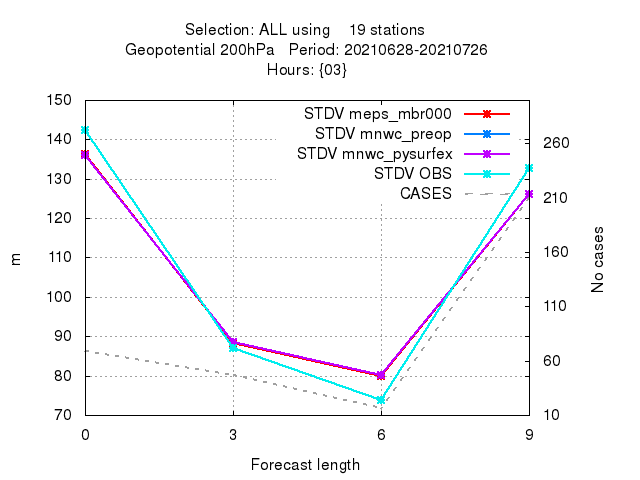 Selection: ALL using 19 stations
Geopotential 200hPa Period: 20210628-20210726
Hours: {03}
STDV meps_mbr000
STDV mnwc_preop
STDV mnwc_pysurfex
STDV OBS
CASES
150
140
130
120
110
100
90
80
70
m
260
210
160
110
60
10
No cases
0 3 6 9
Forecast length